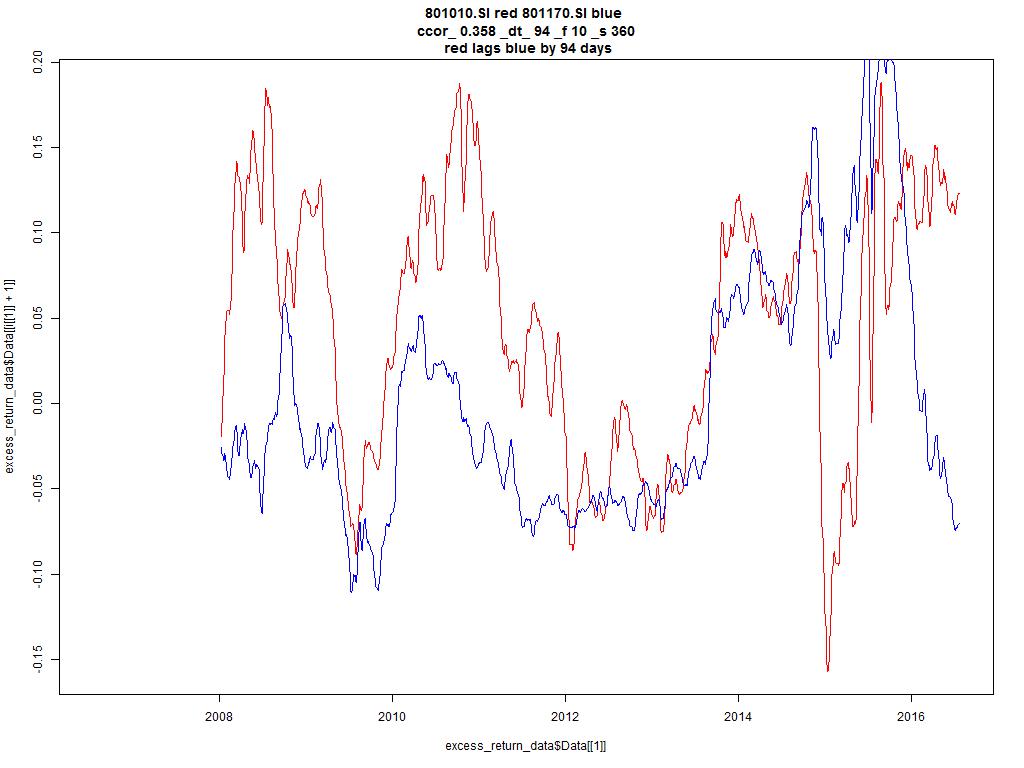 801010.SI red 801170.SI blue
ccor_ 0.358 _dt_ 94 _f 10 _s 360
red lags blue by 94 days
excess_return_data$Data[[i[[1]] + 1]]
0.20
0.15
0.10
0.05
0.00
-0.05
-0.10
-0.15
2008
2010
2012
2014
2016
excess_return_data$Data[[1]]